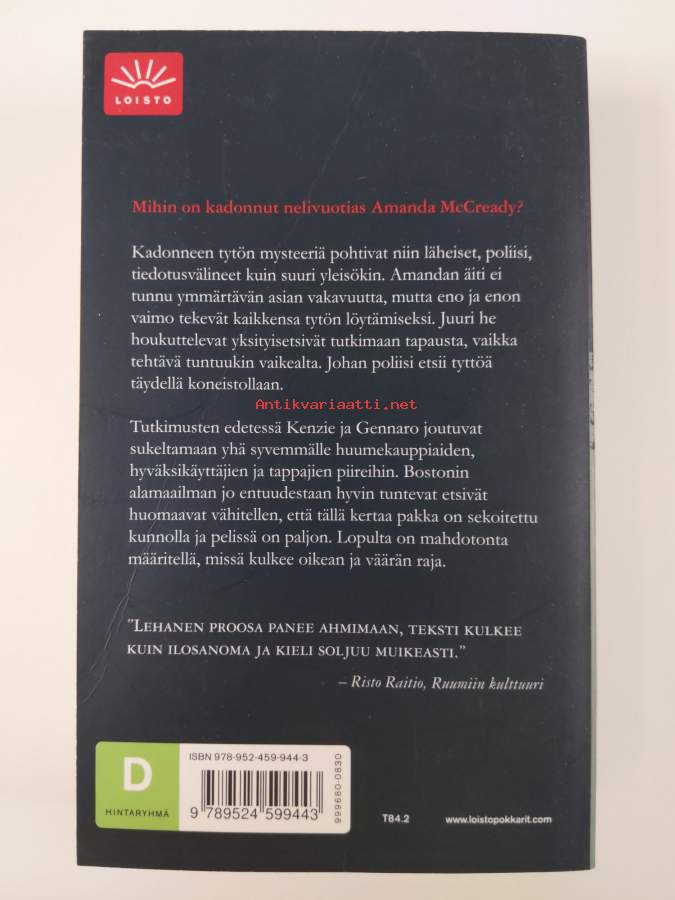 LOISTO
Mihin on kadonnut nelivuotias Amanda McCready?
Kadonneen tytön mysteeriä pohtivat niin läheiset, poliisi,
tiedotusvälineet kuin suuri yleisökin. Amandan äiti ei
tunnu ymmärtävän asian vakavuutta, mutta eno ja enon
vaimo tekevät kaikkensa tytön löytämiseksi. Juuri he
houkuttelevat yksityisetsivät tutkimaan tapausta, vaikka
tehtävä tuntuukin vaikealta. Johan poliisi etsii tyttöä
täydellä koneistollaan.
Antikvariaatti.net
Tutkimusten edetessä Kenzie ja Gennaro joutuvat
sukeltamaan yhä syvemmälle huumekauppiaiden,
hyväksikäyttäjien ja tappajien piireihin. Bostonin
alamaailman jo entuudestaan hyvin tuntevat etsivät
huomaavat vähitellen, että tällä kertaa pakka on sekoitettu
kunnolla ja pelissä on paljon. Lopulta on mahdotonta
määritellä, missä kulkee oikean ja väärän raja.
"LEHANEN PROOSA PANEE AHMIMAAN, TEKSTI KULKEE
KUIN ILOSANOMA JA KIELI SOLJUU MUIKEASTI."
– Risto Raitio, Ruumiin kulttuuri
D
HINTARYHMÄ
ISBN 978-952-459-944-3
9 789524 599443
999680-0830
T84.2
www.loistopokkarit.com